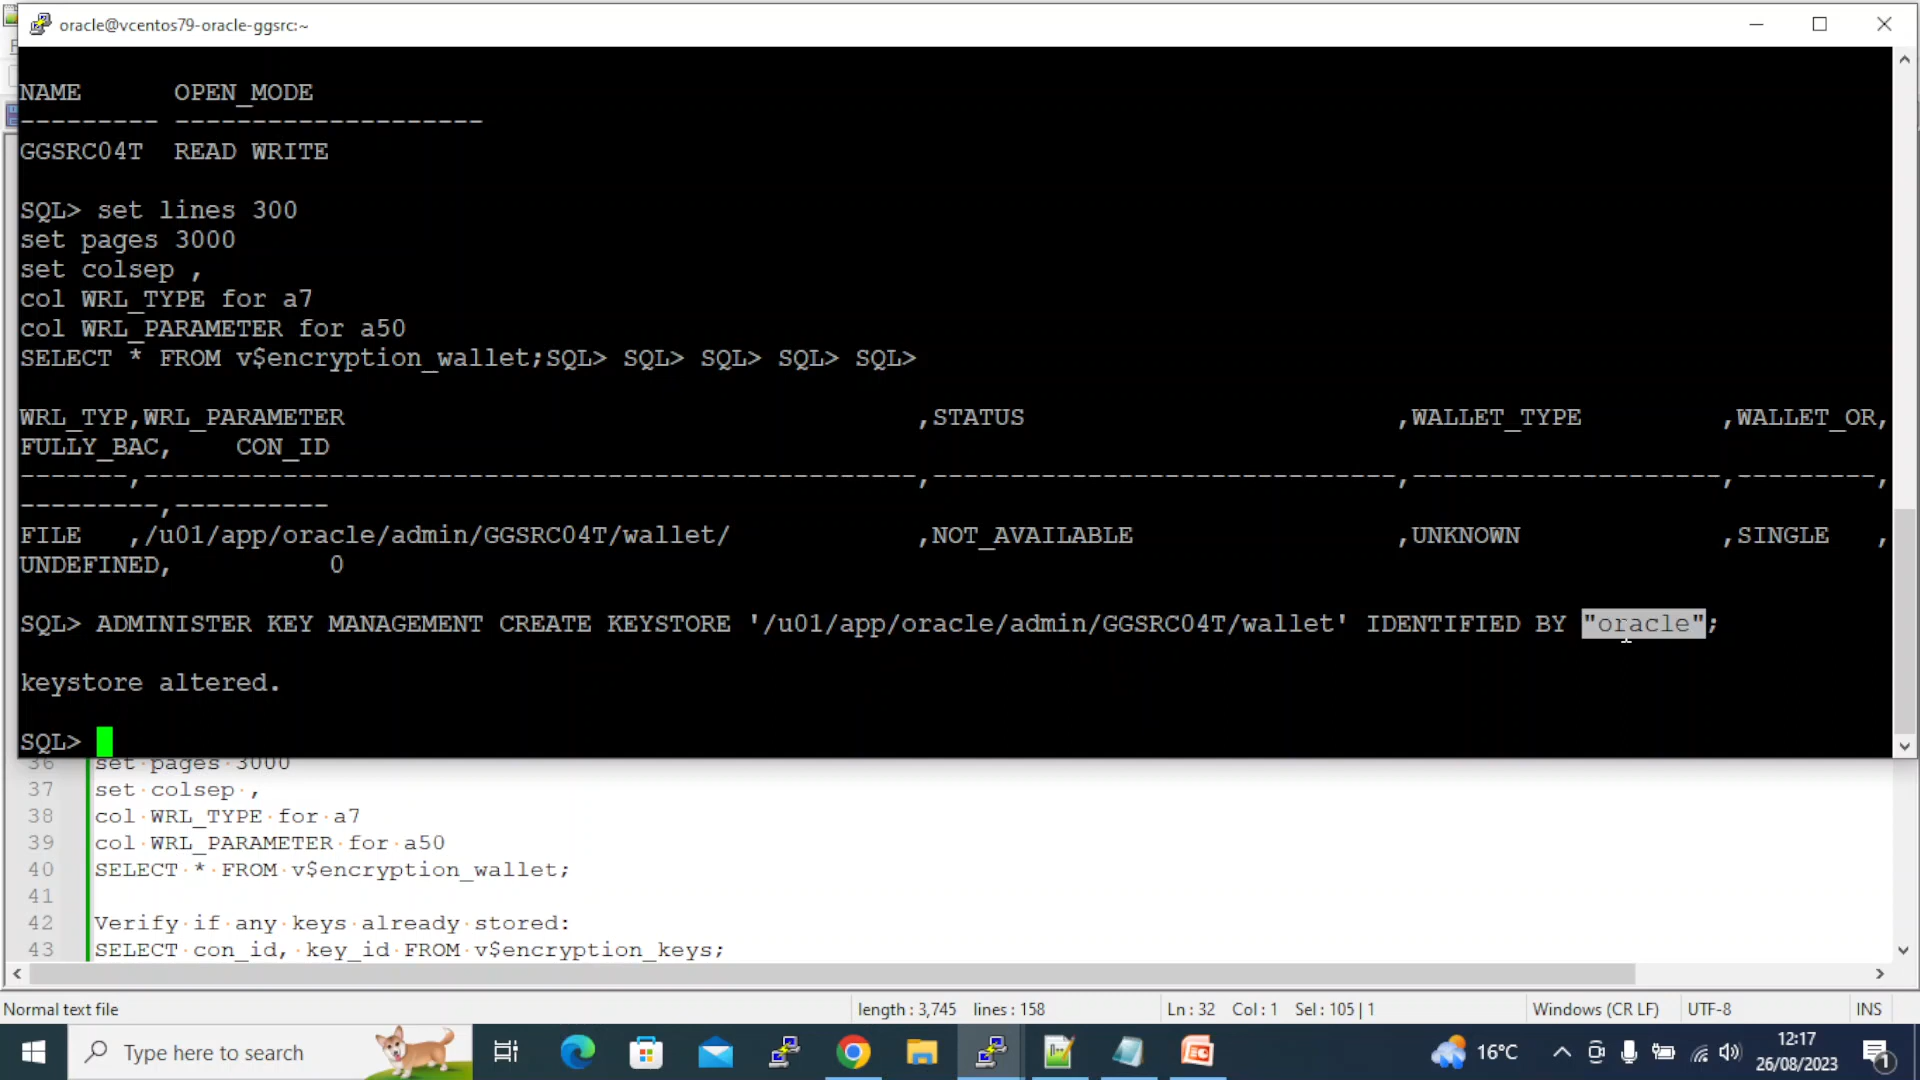 oracle@vcentos79-oracle-ggsrc:~
NAME OPEN_MODE
--------- --------------------
GGSRC04T READ WRITE
SQL> set lines 300
set pages 3000
set colsep ,
col WRL_TYPE for a7
col WRL_PARAMETER for a50
SELECT * FROM v$encryption_wallet;SQL> SQL> SQL> SQL> SQL>
WRL_TYP,WRL_PARAMETER ,STATUS ,WALLET_TYPE ,WALLET_OR,
FULLY_BAC, CON_ID
-------,--------------------------------------------------,------------------------------,--------------------,---------,
---------,----------
FILE ,/u01/app/oracle/admin/GGSRC04T/wallet/ ,NOT_AVAILABLE ,UNKNOWN ,SINGLE ,
UNDEFINED, 0
SQL> ADMINISTER KEY MANAGEMENT CREATE KEYSTORE '/u01/app/oracle/admin/GGSRC04T/wallet' IDENTIFIED BY "oracle";
keystore altered.
SQL>
36 set pages 3000
37 set colsep ,
38 col WRL_TYPE for a7
39 col WRL_PARAMETER for a50
40 SELECT * FROM v$encryption_wallet;
41
42 Verify if any keys already stored:
43 SELECT con_id, key_id FROM v$encryption_keys;
Normal text file length : 3,745 lines : 158 Ln : 32 Col : 1 Sel : 105 | 1 Windows (CR LF) UTF-8 INS
Type here to search 16°C 12:17
26/08/2023 1